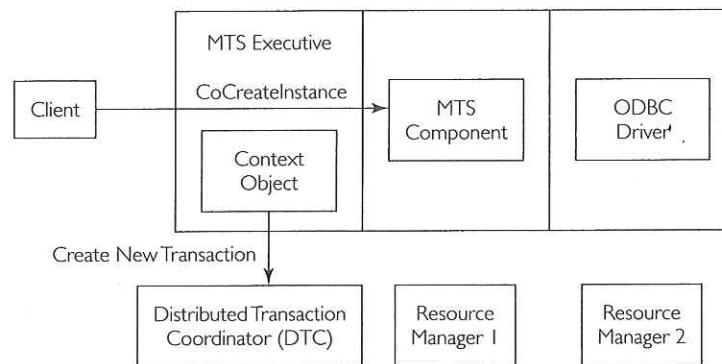 MTS Executive
CoCreateInstance
Client
MTS
Component
ODBC
Driver
Context
Object
Create New Transaction
Distributed Transaction
Coordinator (DTC)
Resource
Manager 1
Resource
Manager 2